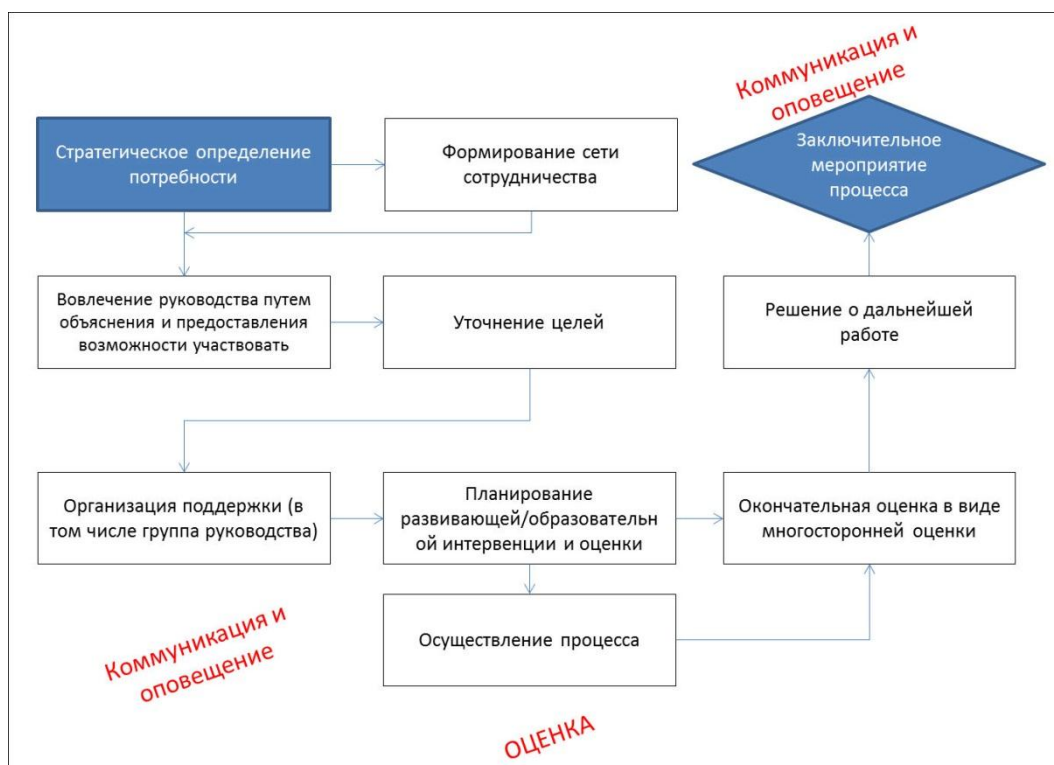 Коммуникация и
оповещение
Стратегическое определение
потребности
Формирование сети
сотрудничества
Заключительное
мероприятие
процесса
Вовлечение руководства путем
объяснения и предоставления
возможности участвовать
Уточнение целей
Решение о дальнейшей
работе
Организация поддержки (в
том числе группа руководства)
Планирование
развивающей/образовательн
ой интервенции и оценки
Окончательная оценка в виде
многосторонней оценки
Осуществление процесса
Коммуникация и
оповещение
ОЦЕНКА